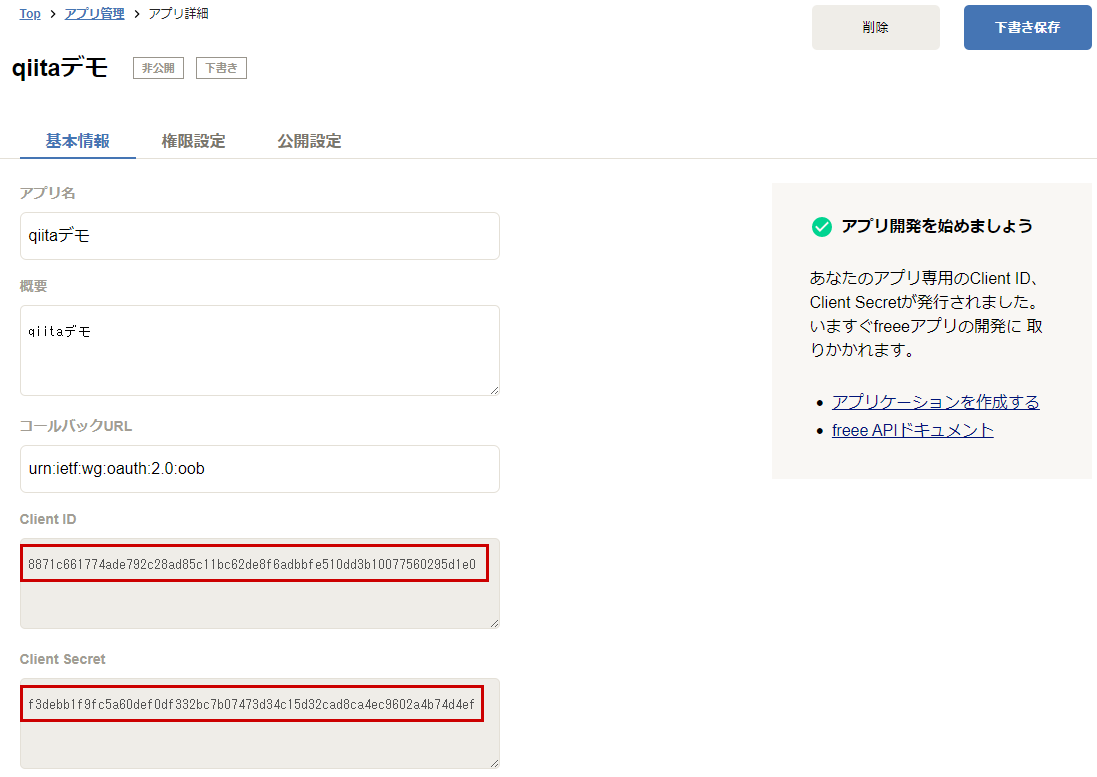 Top > アプリ管理 > アプリ詳細
削除
下書き保存
qiitaデモ 非公開 下書き
基本情報 権限設定 公開設定
アプリ名
qiitaデモ
概要
qiitaデモ
コールバックURL
urn:ietf:wg:oauth:2.0:oob
Client ID
8871c661774ade792c28ad85c11bc62de8f6adbbfe510dd3b10077560295d1e0
Client Secret
f3debb1f9fc5a60def0df332bc7b07473d34c15d32cad8ca4ec9602a4b74d4ef
アプリ開発を始めましょう
あなたのアプリ専用のClient ID、
Client Secretが発行されました。
いますぐfreeeアプリの開発に 取
りかかれます。
• アプリケーションを作成する
• freee APIドキュメント